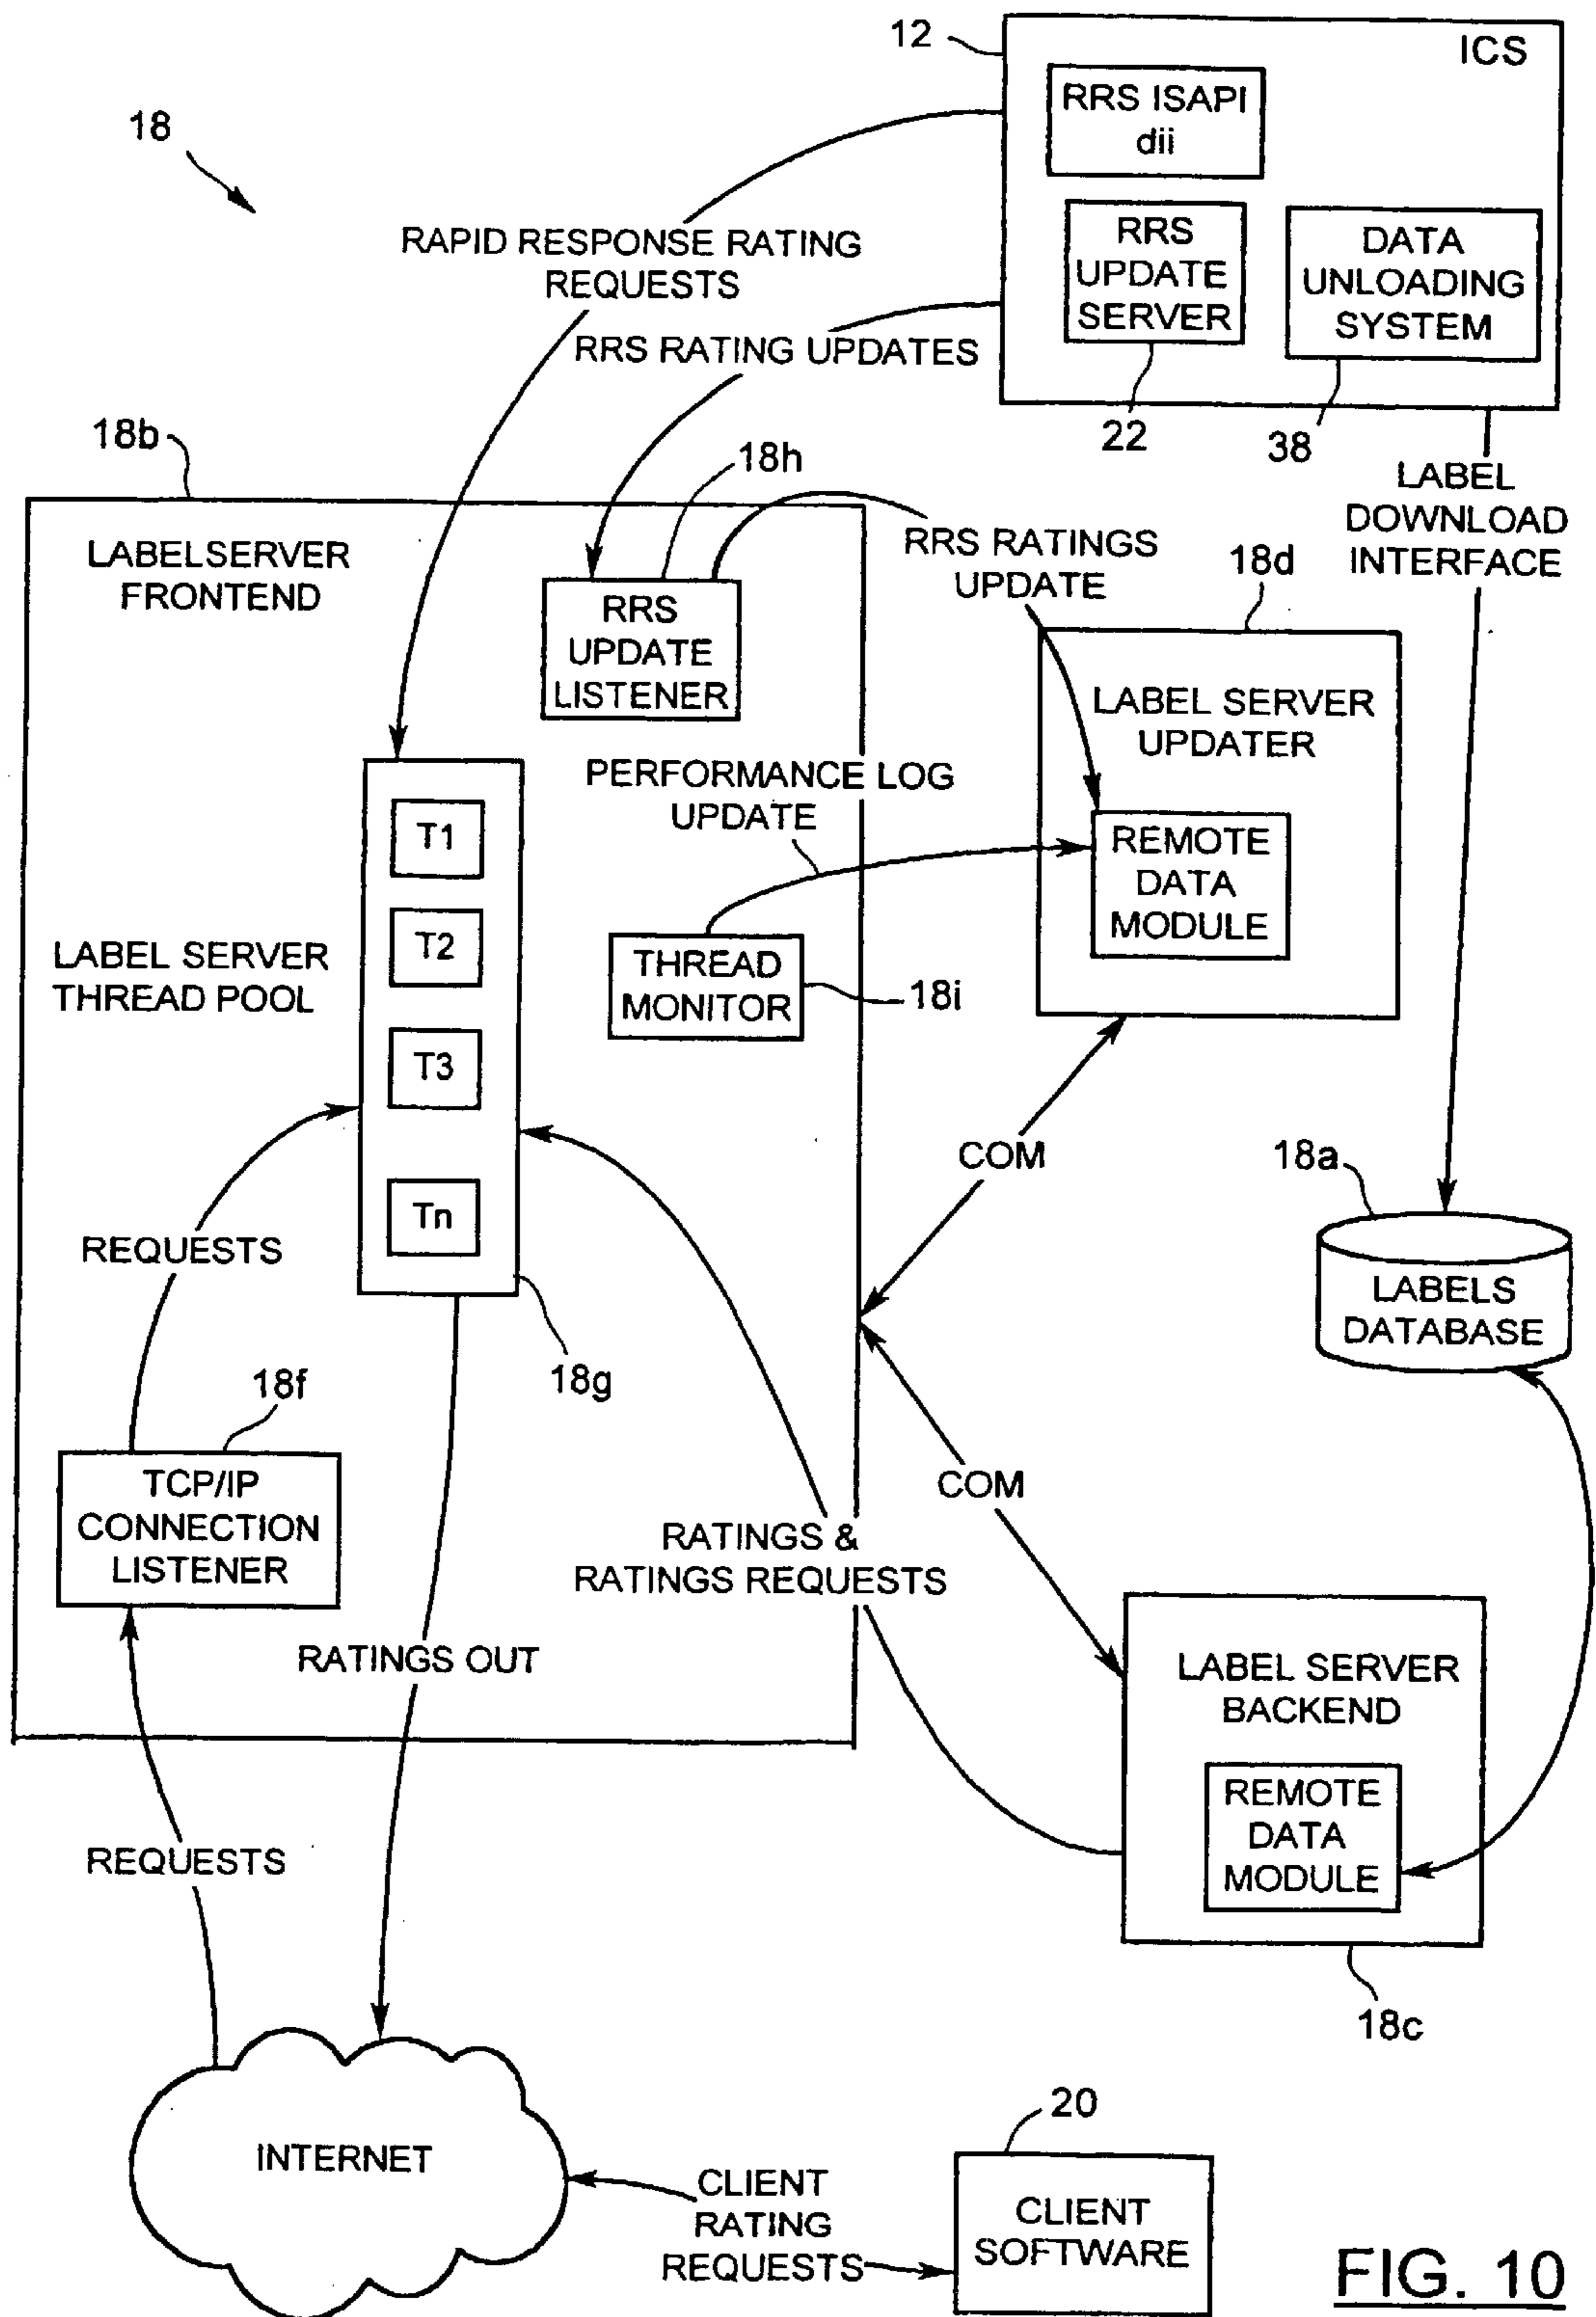 12
ICS
RRS ISAPI
dii
18
RRS
UPDATE
SERVER
DATA
UNLOADING
SYSTEM
RAPID RESPONSE RATING
REQUESTS
RRS RATING UPDATES
22
38
18b
18h
LABEL
DOWNLOAD
INTERFACE
LABELSERVER
FRONTEND
RRS RATINGS
UPDATE
18d
RRS
UPDATE
LISTENER
LABEL SERVER
UPDATER
PERFORMANCE LOG
UPDATE
T1
T2
T3
Tn
REMOTE
DATA
MODULE
LABEL SERVER
THREAD POOL
THREAD
MONITOR
18i
COM
18a
REQUESTS
LABELS
DATABASE
18g
18f
TCP/IP
CONNECTION
LISTENER
COM
RATINGS &
RATINGS REQUESTS
RATINGS OUT
LABEL SERVER
BACKEND
REMOTE
DATA
MODULE
REQUESTS
18c
INTERNET
20
CLIENT
RATING
REQUESTS
CLIENT
SOFTWARE
FIG. 10